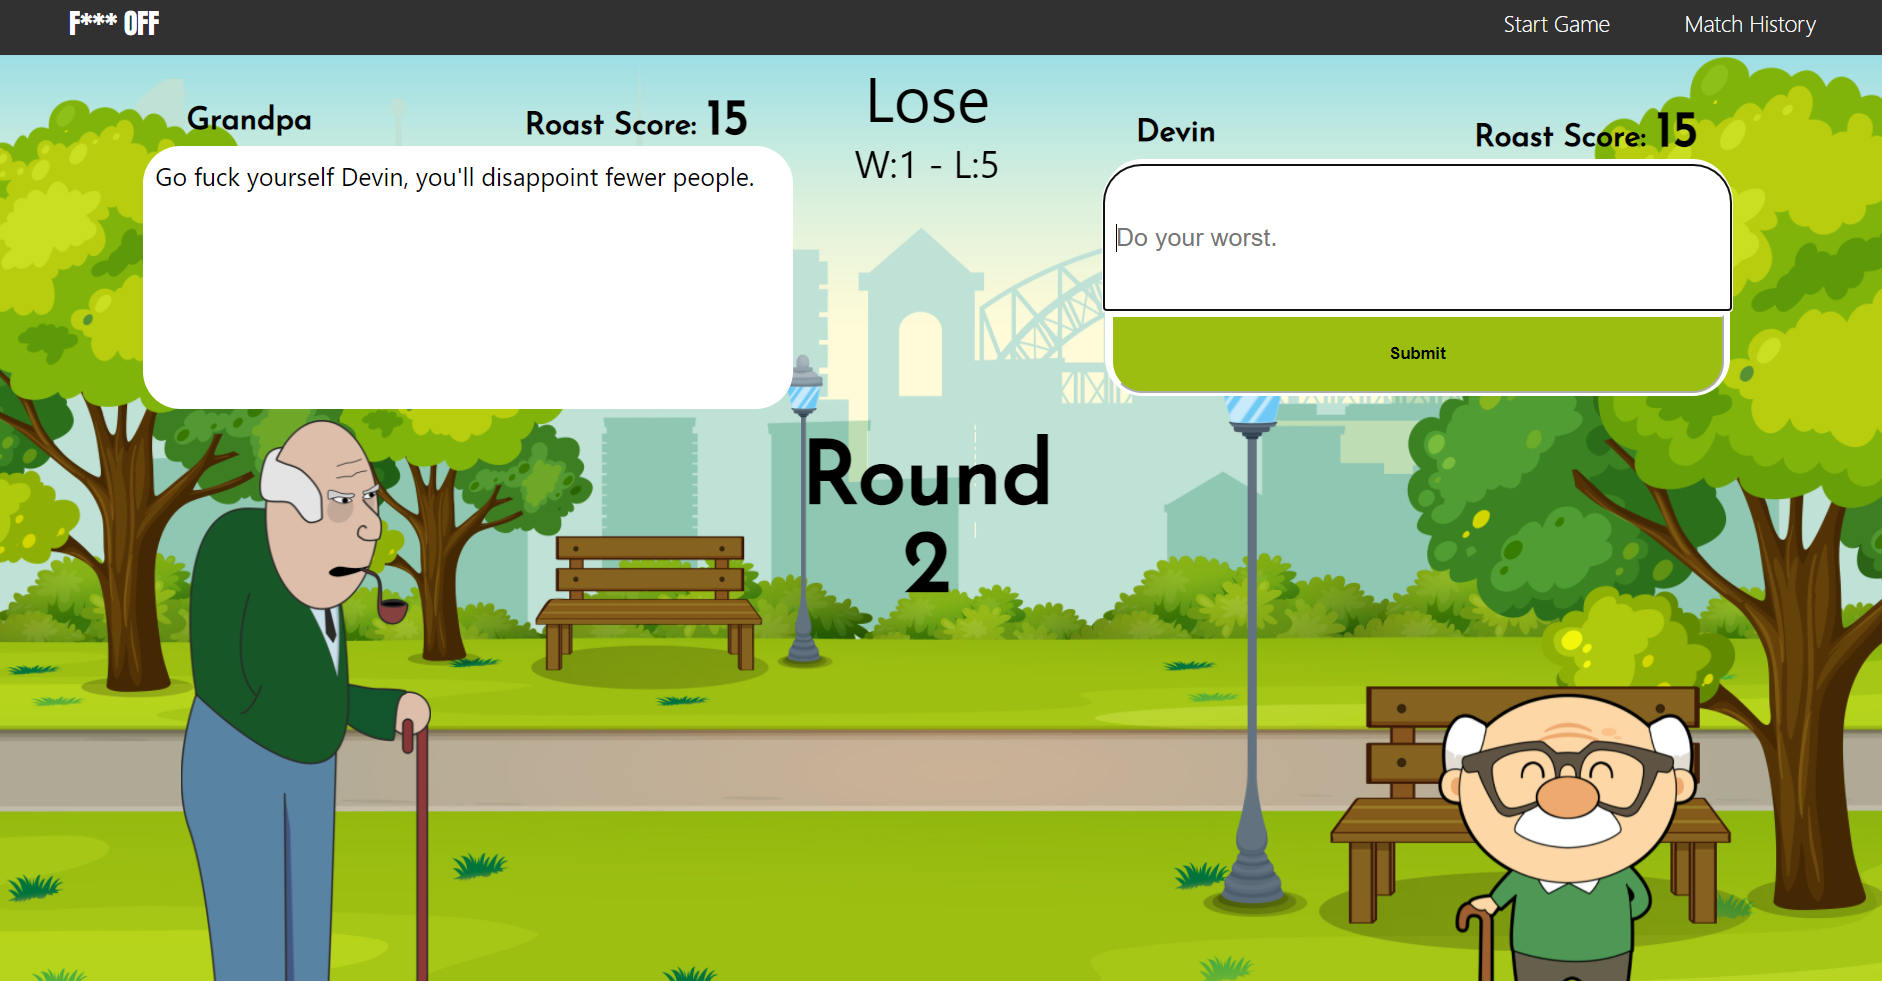 F*** OFF
Start Game
Match History
Grandpa
Roast Score: 15
Go fuck yourself Devin, you'll disappoint fewer people.
Lose
W:1 - L:5
Devin
Roast Score: 15
Do your worst.
Submit
Round
2